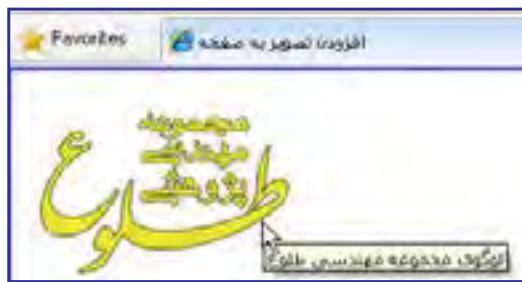 Favorites
افزودن تصویر به صفحه
مجموعه
مهندسی
پژوهشی
طلوع
لوگوی مجموعه مهندسی طلوع